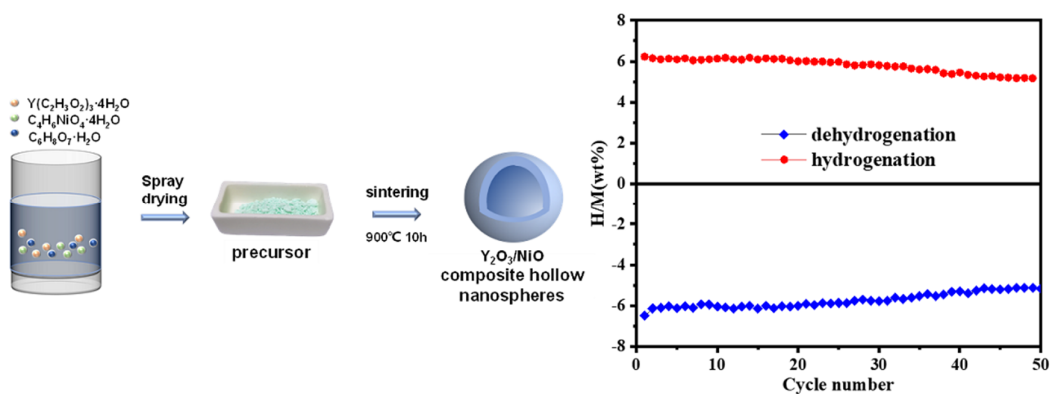 Y(C₂H₃O₂)₃·4H₂O
C₄H₆NiO₄·4H₂O
C₆H₈O₇·H₂O
Spray
drying
precursor
sintering
900℃ 10h
Y₂O₃/NiO
composite hollow
nanospheres
H/M(wt%)
8
6
4
2
0
-2
-4
-6
-8
dehydrogenation
hydrogenation
0
10
20
30
40
50
Cycle number